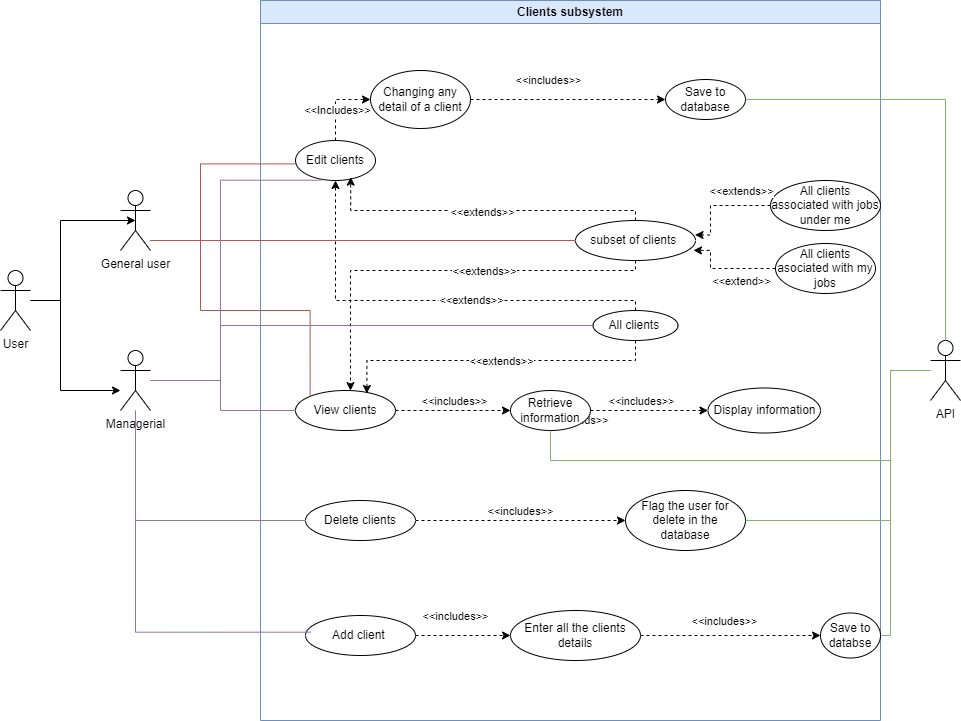 Clients subsystem
<<includes>>
Changing any
detail of a client
Save to
database
<<Includes>>
Edit clients
<<extends>>
All clients
associated with jobs
under me
<<extends>>
subset of clients
General user
All clients
asociated with my
jobs
<<extends>>
<<extend>>
<<extends>>
All clients
User
<<extends>>
Managerial
API
View clients
<<includes>>
Retrieve
information
<<includes>>
ds>>
Display information
Delete clients
<<includes>>
Flag the user for
delete in the
database
<<includes>>
Add client
Enter all the clients
details
<<includes>>
Save to
databse